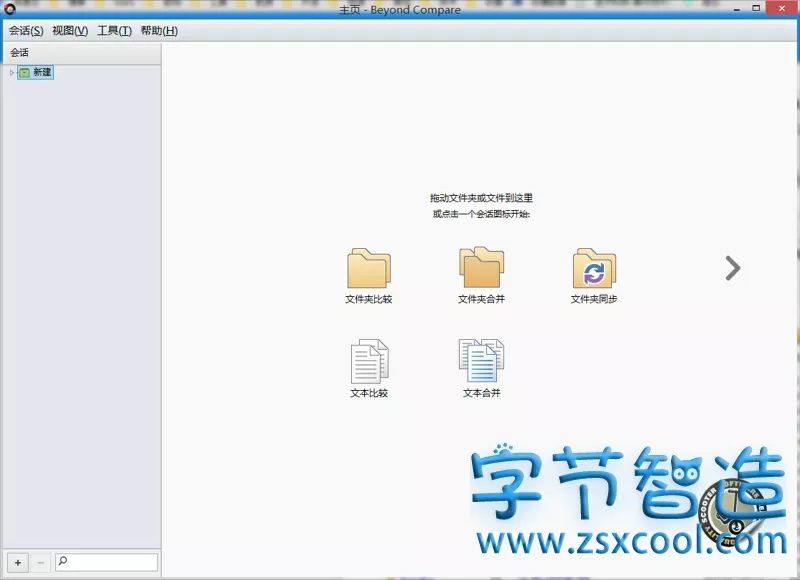 主页 - Beyond Compare
会话(S) 视图(V) 工具(T) 帮助(H)
会话
新建
拖动文件夹或文件到这里
或点击一个会话图标开始:
文件夹比较 文件夹合并 文件夹同步
文本比较 文本合并
字节智造
www.zsxcool.com